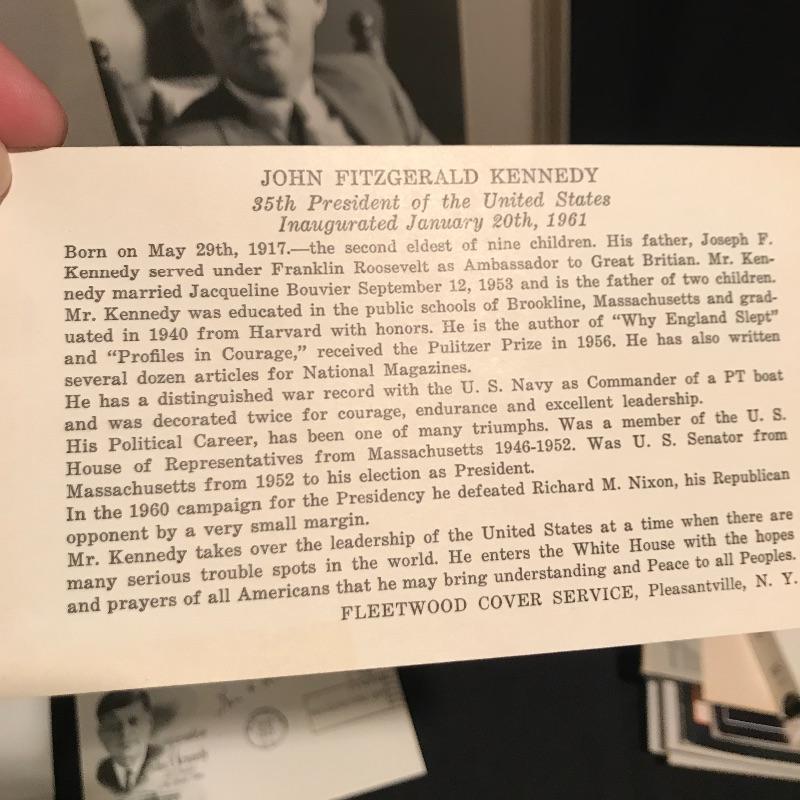 JOHN FITZGERALD KENNEDY
35th President of the United States
Inaugurated January 20th, 1961
Born on May 29th, 1917.—the second eldest of nine children. His father, Joseph F.
Kennedy served under Franklin Roosevelt as Ambassador to Great Britian. Mr. Ken-
nedy married Jacqueline Bouvier September 12, 1953 and is the father of two children.
Mr. Kennedy was educated in the public schools of Brookline, Massachusetts and grad-
uated in 1940 from Harvard with honors. He is the author of “Why England Slept”
and “Profiles in Courage,” received the Pulitzer Prize in 1956. He has also written
several dozen articles for National Magazines.
He has a distinguished war record with the U. S. Navy as Commander of a PT boat
and was decorated twice for courage, endurance and excellent leadership.
His Political Career, has been one of many triumphs. Was a member of the U. S.
House of Representatives from Massachusetts 1946-1952. Was U. S. Senator from
Massachusetts from 1952 to his election as President.
In the 1960 campaign for the Presidency he defeated Richard M. Nixon, his Republican
opponent by a very small margin.
Mr. Kennedy takes over the leadership of the United States at a time when there are
many serious trouble spots in the world. He enters the White House with the hopes
and prayers of all Americans that he may bring understanding and Peace to all Peoples.
FLEETWOOD COVER SERVICE, Pleasantville, N. Y.